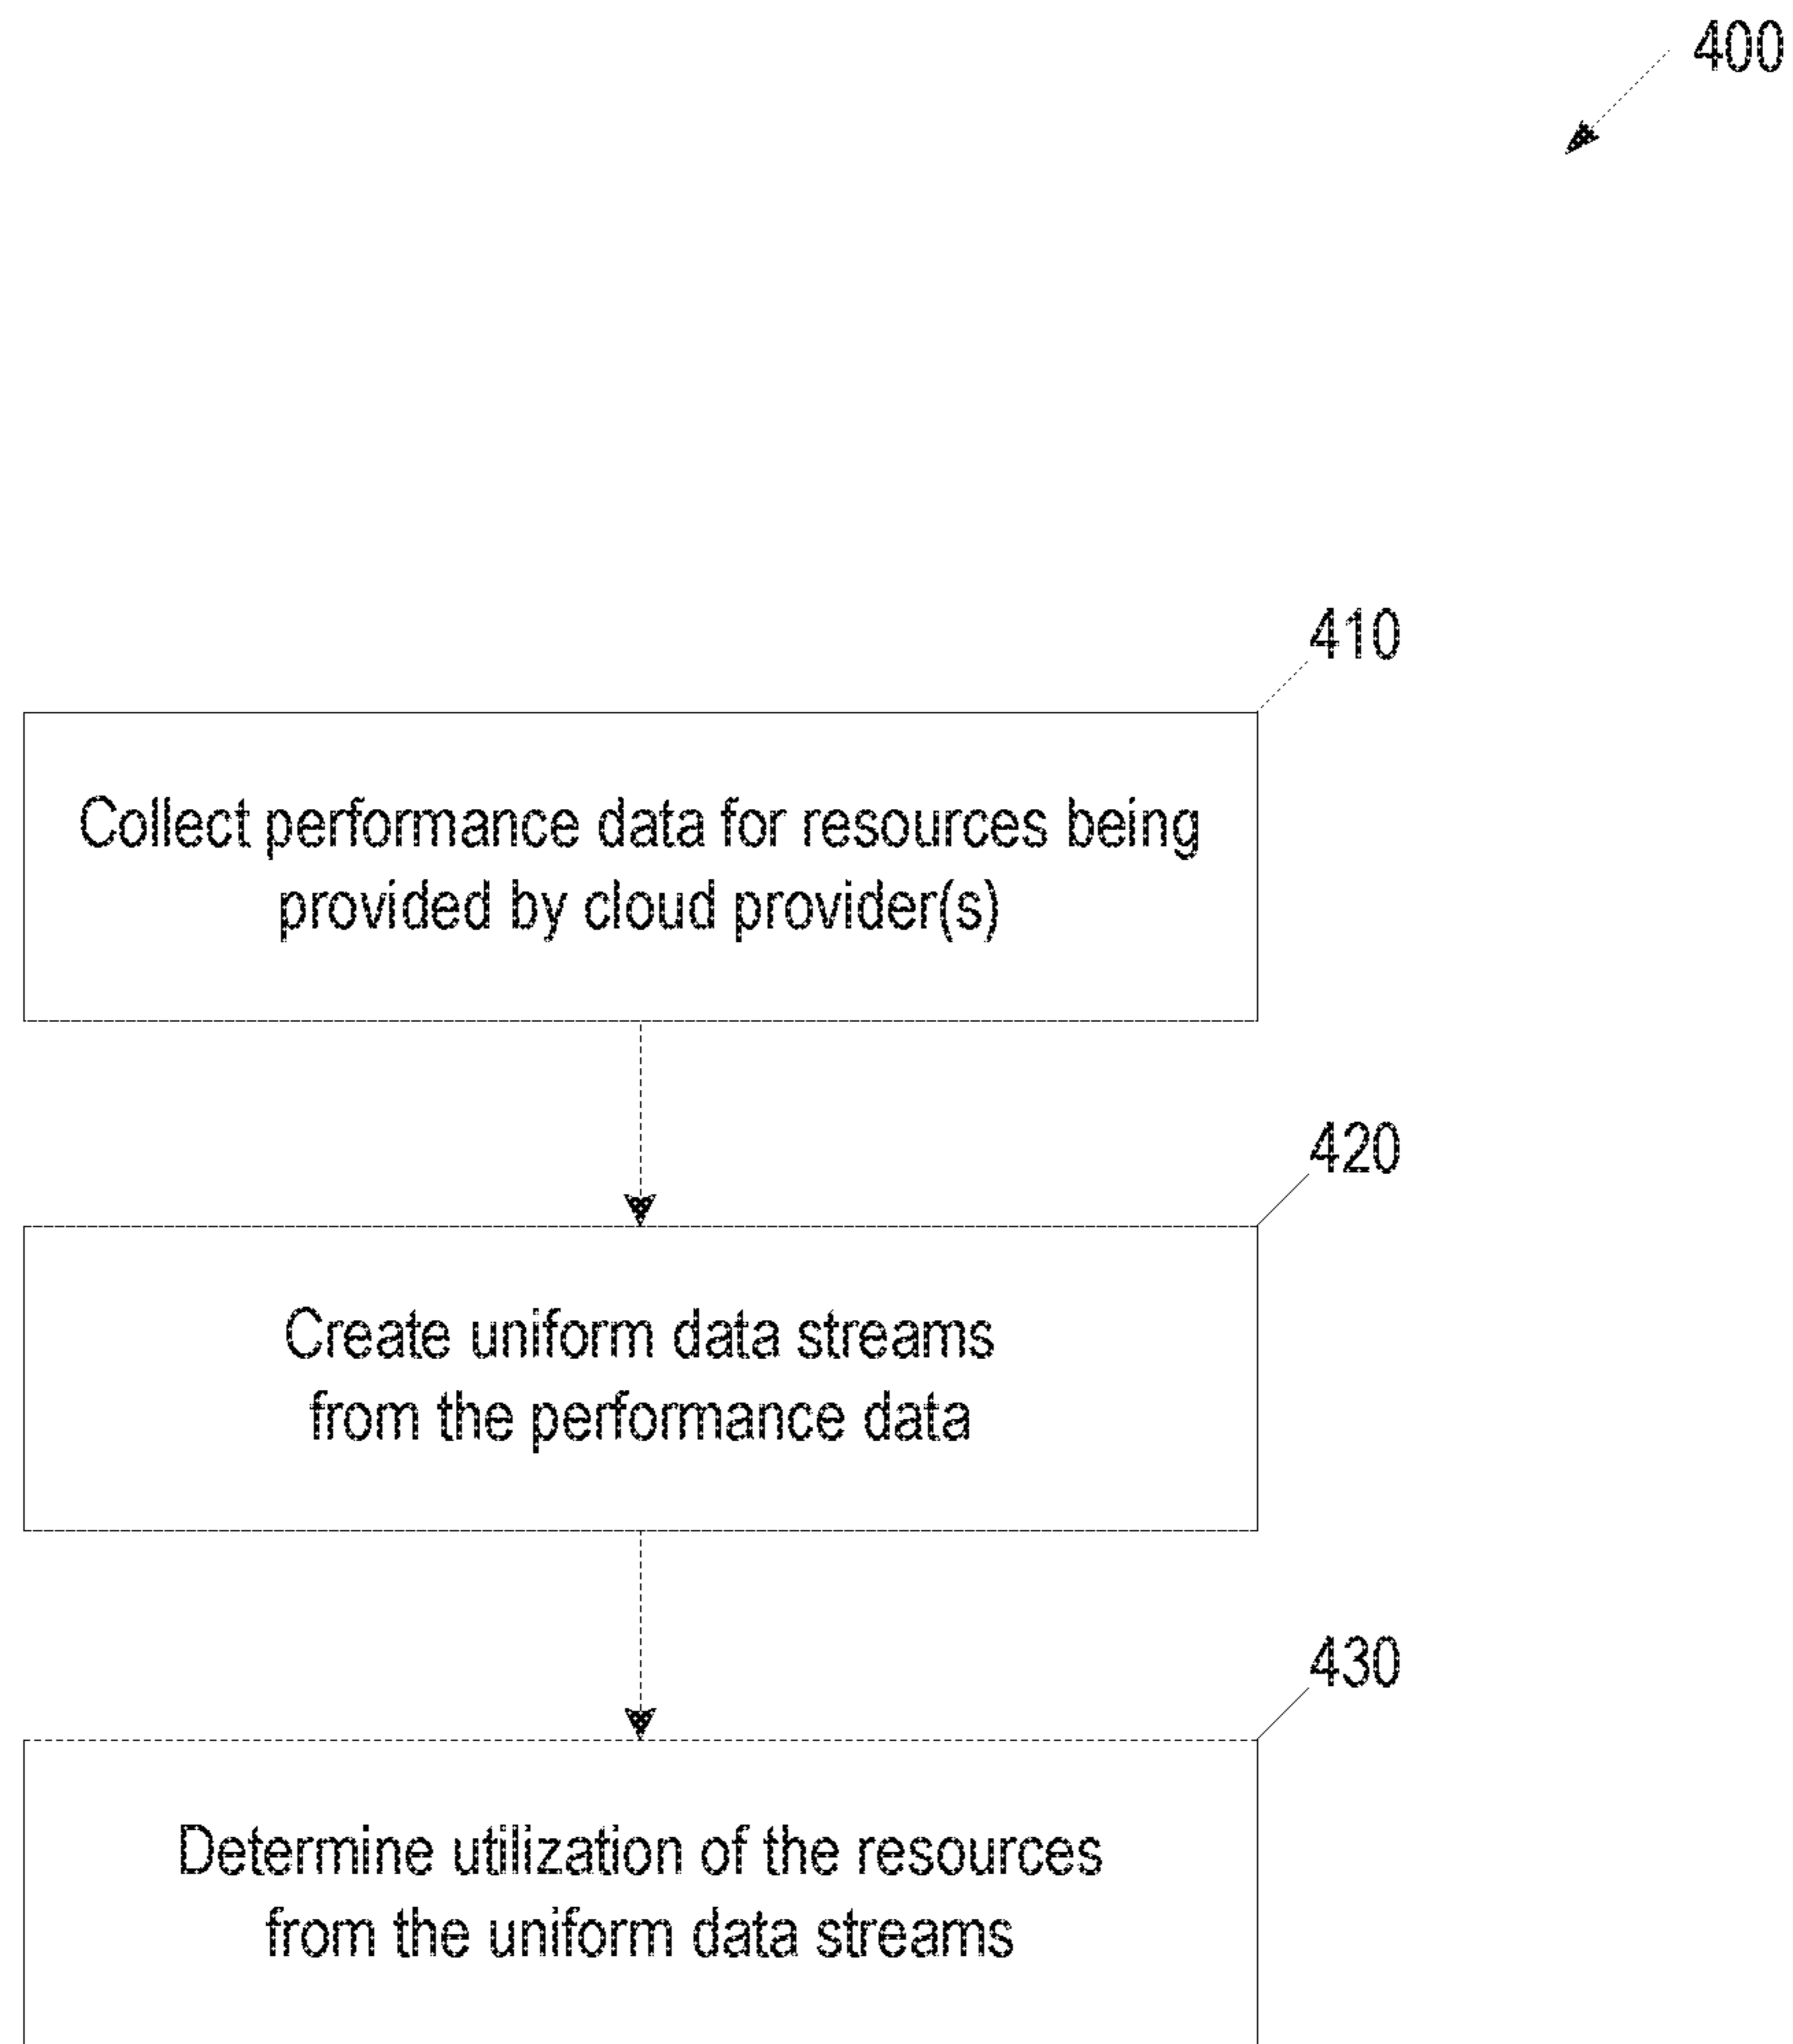 400
410
Collect performance data for resources being
provided by cloud provider(s)
420
Create uniform data streams
from the performance data
430
Determine utilization of the resources
from the uniform data streams